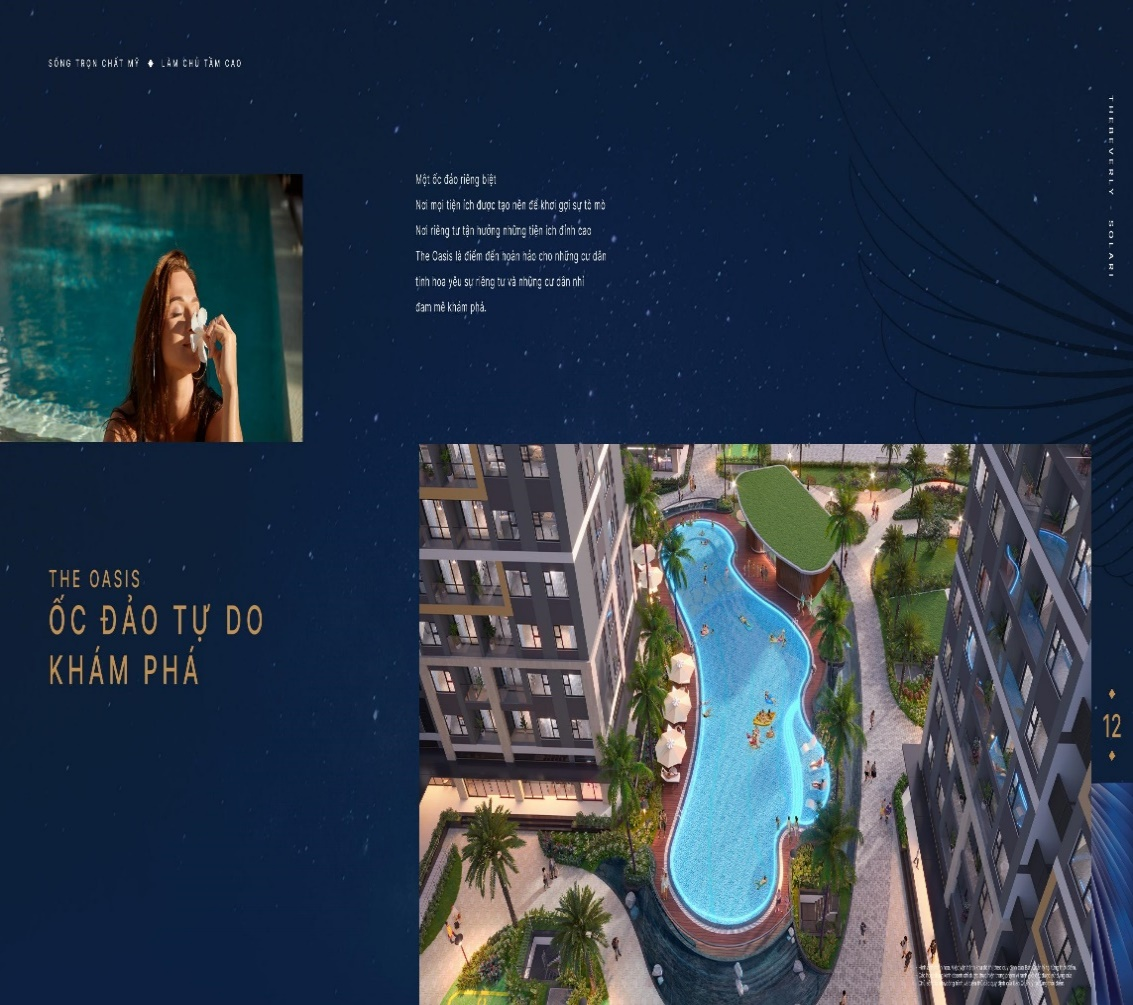 SỐNG TRỌN CHẤT MỸ ◆ LÀM CHỦ TẦM CAO
THE BEVERLY - SOLARI
Một ốc đảo riêng biệt
Nơi mọi tiện ích được tạo nên để khơi gợi sự tò mò
Nơi riêng tư tận hưởng những tiện ích đỉnh cao
The Oasis là điểm đến hoàn hảo cho những cư dân
tinh hoa yêu sự riêng tư và những cư dân nhí
đam mê khám phá.
THE OASIS
ỐC ĐẢO TỰ DO
KHÁM PHÁ
12